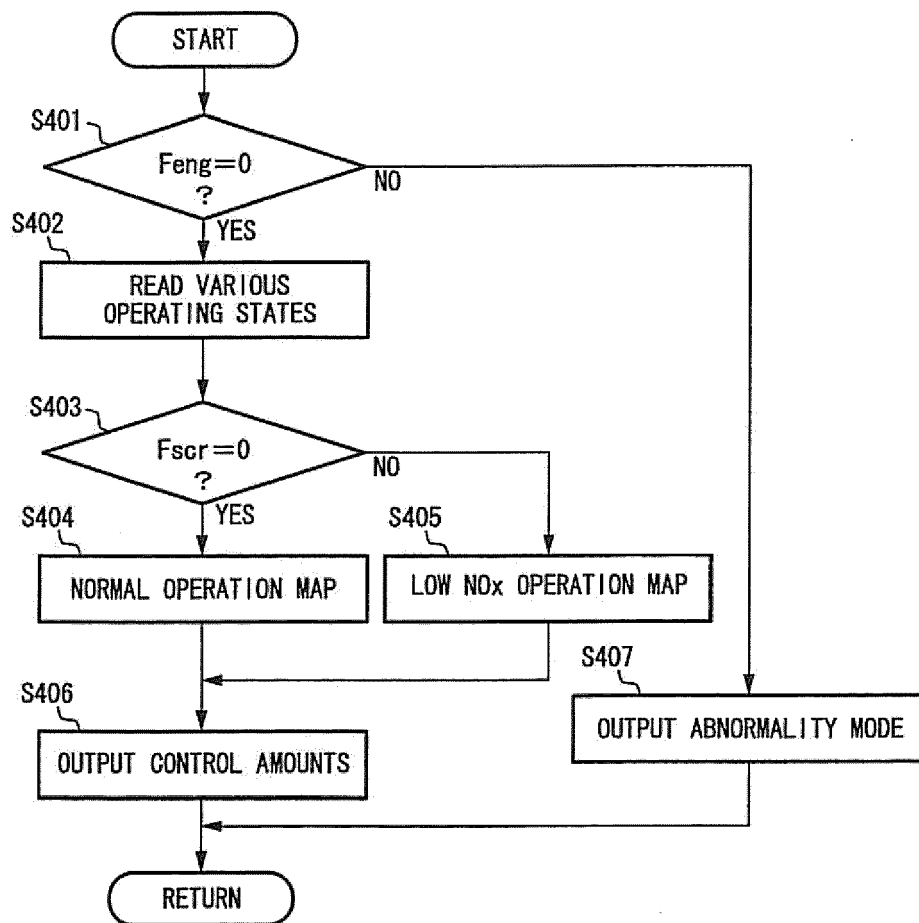 START
S401
Feng=0
?
NO
YES
S402
READ VARIOUS
OPERATING STATES
S403
Fscr=0
?
NO
YES
S404
NORMAL OPERATION MAP
S405
LOW NOx OPERATION MAP
S406
OUTPUT CONTROL AMOUNTS
S407
OUTPUT ABNORMALITY MODE
RETURN